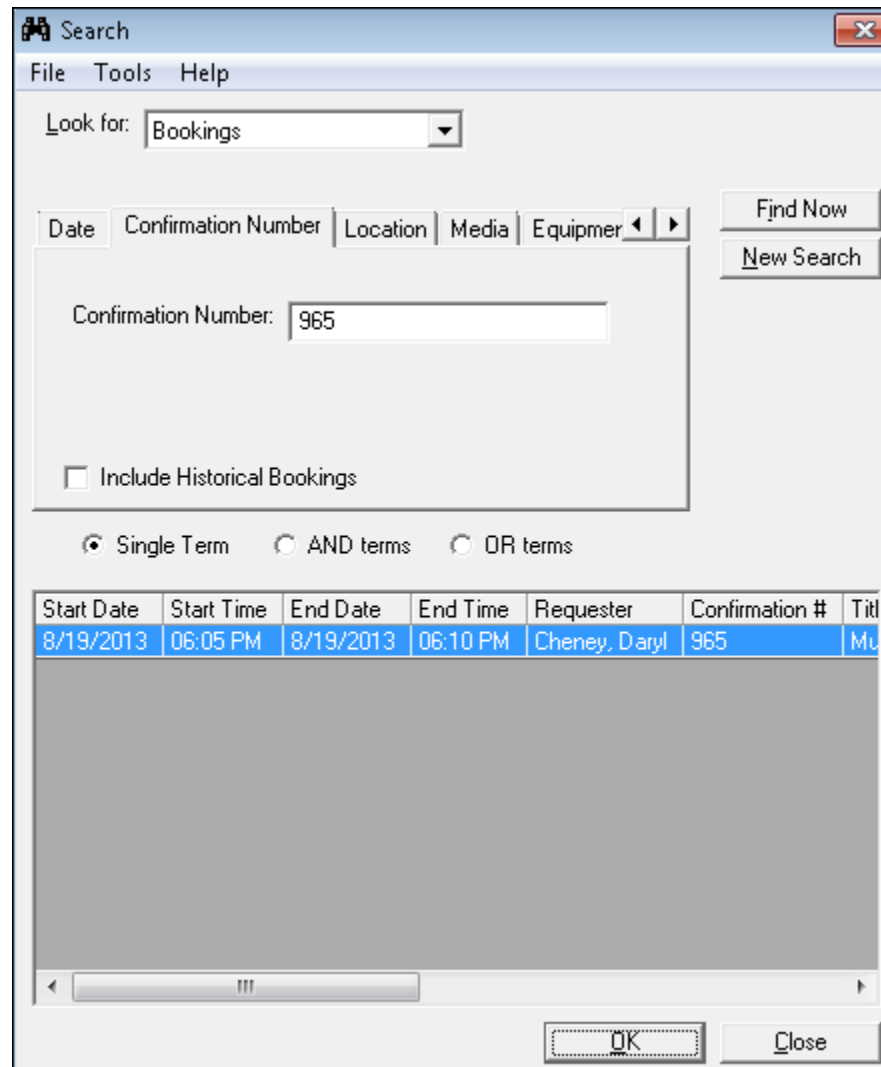 Search
File Tools Help
Look for: Bookings
Date Confirmation Number Location Media Equipmer
Find Now
New Search
Confirmation Number: 965
Include Historical Bookings
Single Term AND terms OR terms
Start Date Start Time End Date End Time Requester Confirmation # Titl
8/19/2013 06:05 PM 8/19/2013 06:10 PM Cheney, Daryl 965 Mu
OK Close